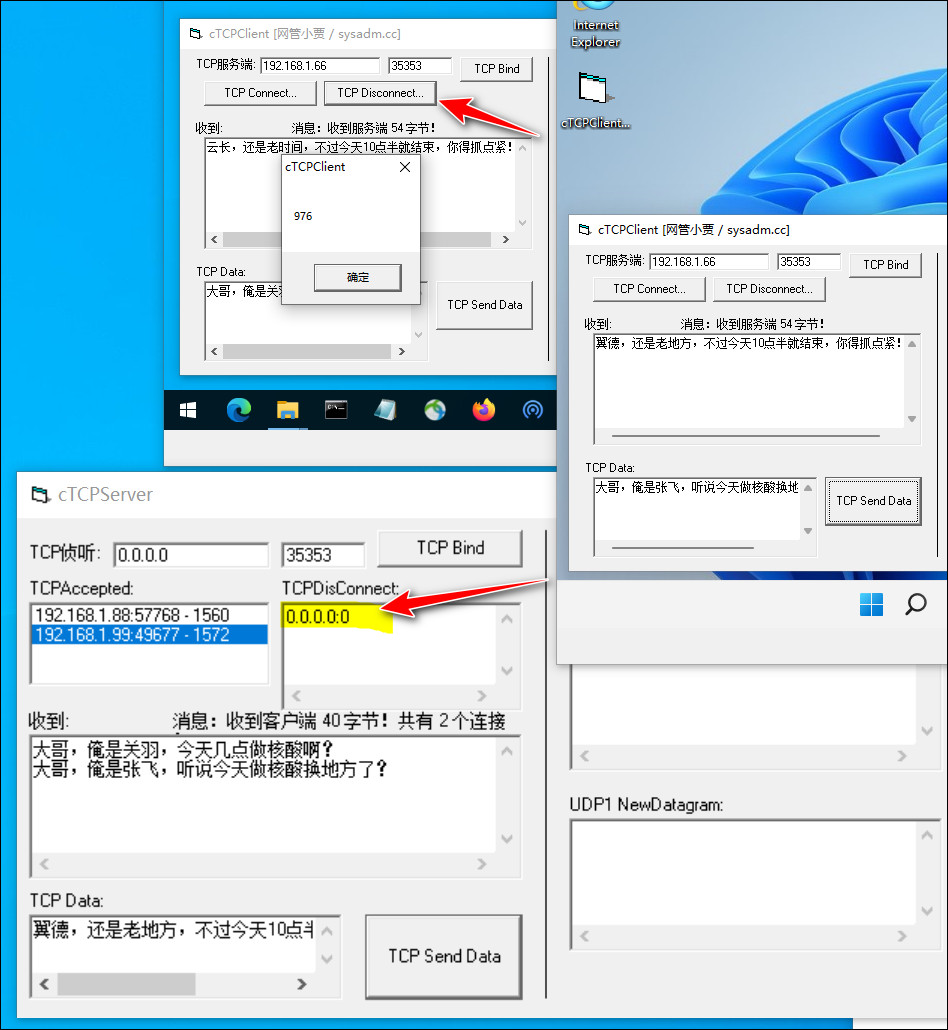 cTCPClient [网管小贾 / sysadm.cc]
TCP服务端: 192.168.1.66 35353 TCP Bind
TCP Connect... TCP Disconnect...
收到: 消息：收到服务端 54 字节！
云长，还是老时间，不过今天10点半就结束，你得抓点紧！
cTCPClient
976
确定
TCP Data:
大哥，俺是关
TCP Send Data
Internet
Explorer
cTCPClient...
cTCPClient [网管小贾 / sysadm.cc]
TCP服务端: 192.168.1.66 35353 TCP Bind
TCP Connect... TCP Disconnect...
收到: 消息：收到服务端 54 字节！
翼德，还是老地方，不过今天10点半就结束，你得抓点紧！
TCP Data:
大哥，俺是张飞，听说今天做核酸换地
TCP Send Data
cTCPServer
TCP侦听: 0.0.0.0 35353 TCP Bind
TCPAccepted: TCPDisConnect:
192.168.1.88:57768 - 1560
192.168.1.99:49677 - 1572
0.0.0.0:0
收到: 消息：收到客户端 40 字节！共有 2 个连接
大哥，俺是关羽，今天几点做核酸啊？
大哥，俺是张飞，听说今天做核酸换地方了？
TCP Data:
翼德，还是老地方，不过今天10点
TCP Send Data
UDP1 NewDatagram: